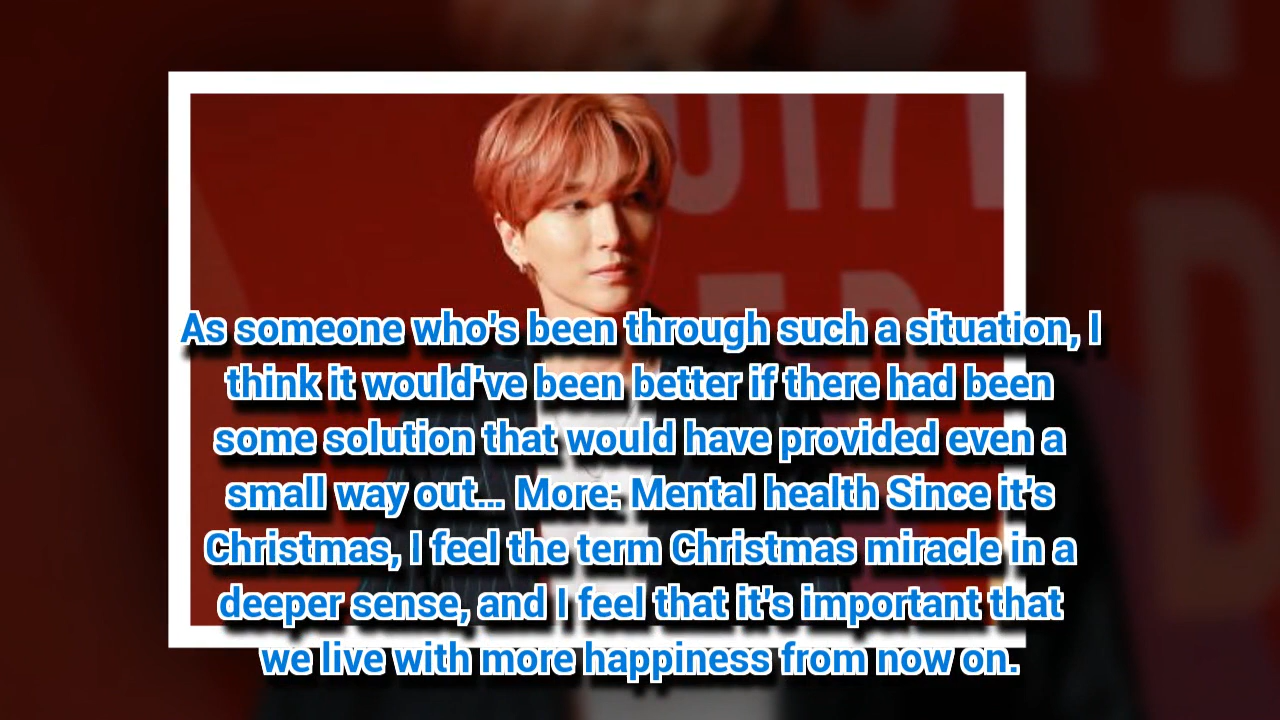 As someone who's been through such a situation, I
think it would've been better if there had been
some solution that would have provided even a
small way out... More: Mental health Since it's
Christmas, I feel the term Christmas miracle in a
deeper sense, and I feel that it's important that
we live with more happiness from now on.